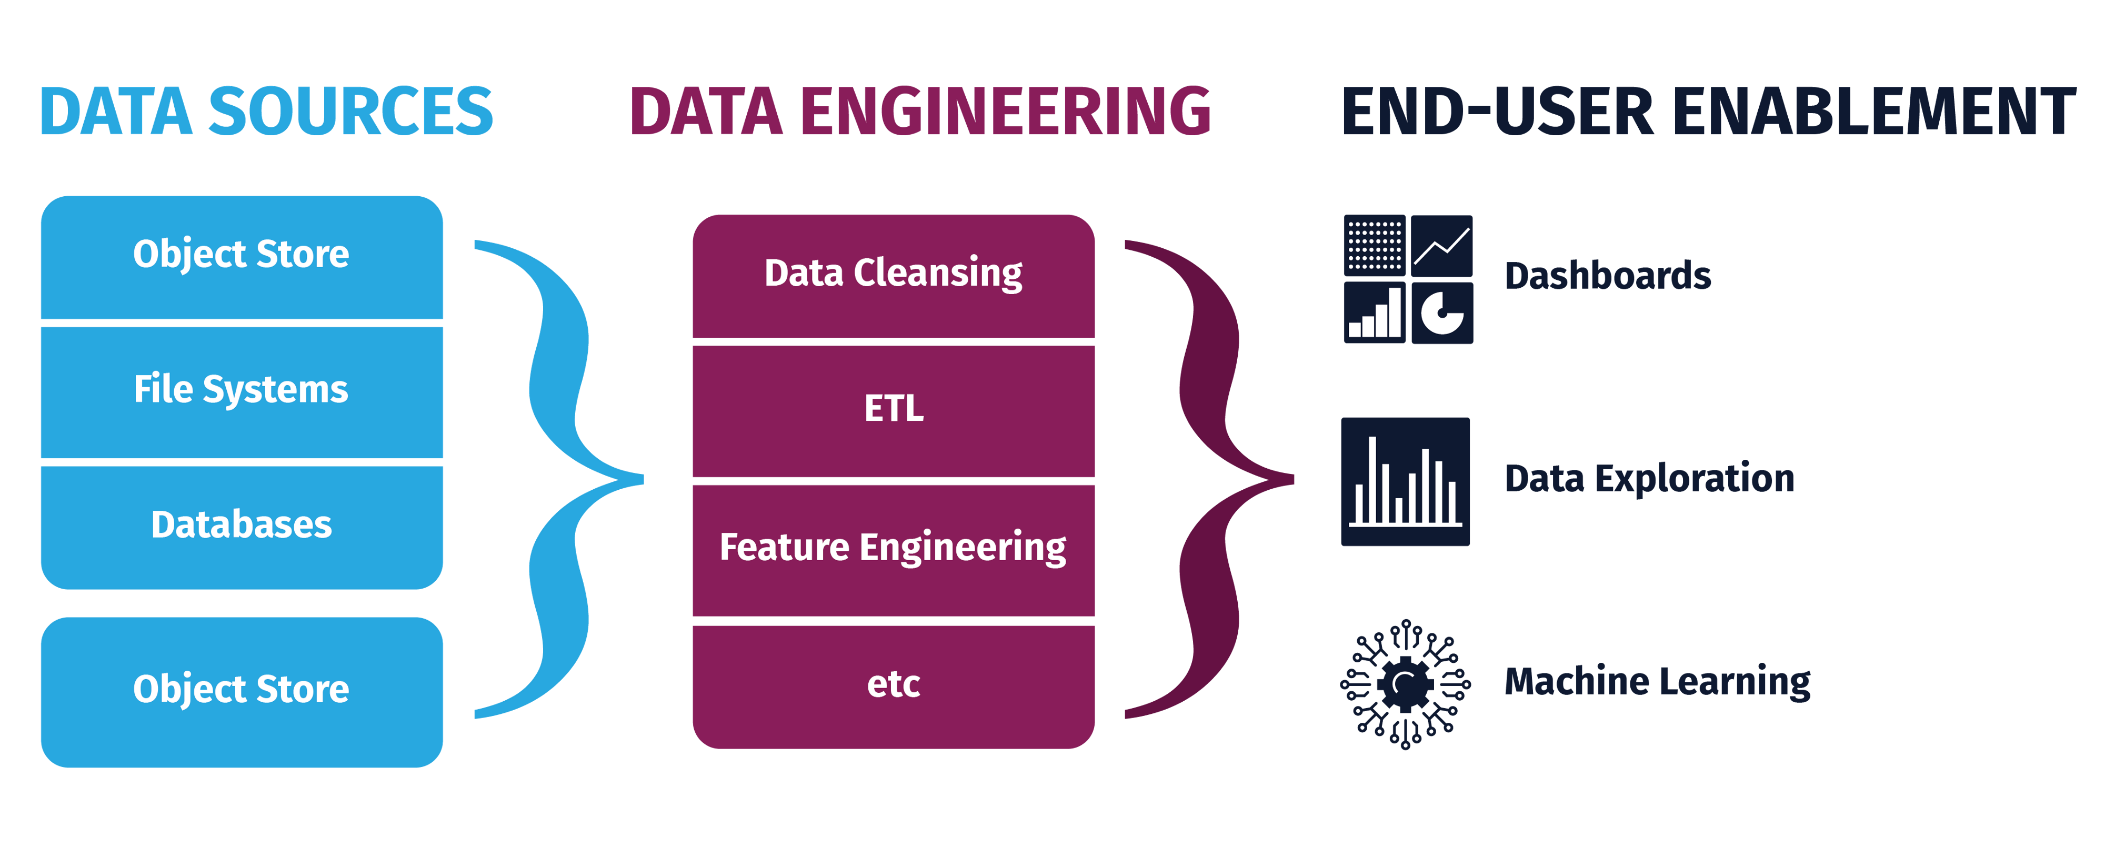 DATA SOURCES
Object Store
File Systems
Databases
Object Store
DATA ENGINEERING
Data Cleansing
ETL
Feature Engineering
etc
END-USER ENABLEMENT
Dashboards
Data Exploration
Machine Learning